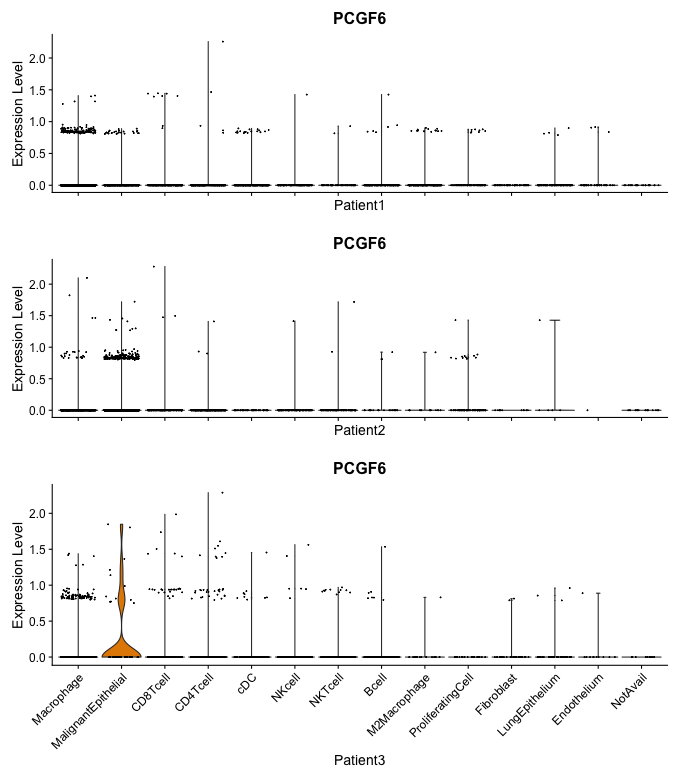 PCGF6
Expression Level
2.0
1.5
1.0
0.5
0.0
Patient1
PCGF6
Expression Level
2.0
1.5
1.0
0.5
0.0
Patient2
PCGF6
Expression Level
2.0
1.5
1.0
0.5
0.0
Macrophage
MalignantEpithelial
CD8Tcell
CD4Tcell
cDC
NKcell
NKTcell
Bcell
M2Macrophage
ProliferatingCell
Fibroblast
LungEpithelium
Endothelium
NotAvail
Patient3